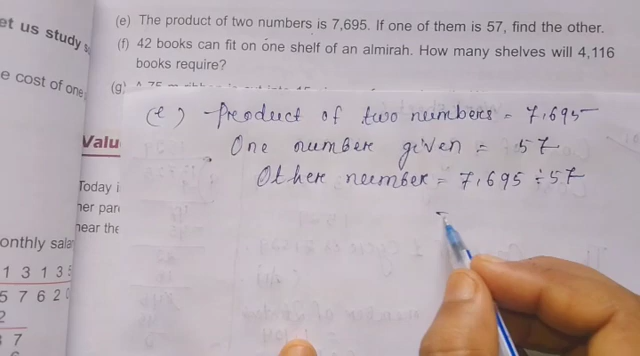 et us study
(e) The product of two numbers is 7,695. If one of them is 57, find the other.
(f) 42 books can fit on one shelf of an almirah. How many shelves will 4,116
books require?
e cost of one
(g)
(e) Product of two numbers = 7,695
One number given = 57
Other number = 7,695 ÷ 57
Valu
Today i
her par
near the
onthly sala
1 3 1 3 5
5 7 6 2 0
2
3 7